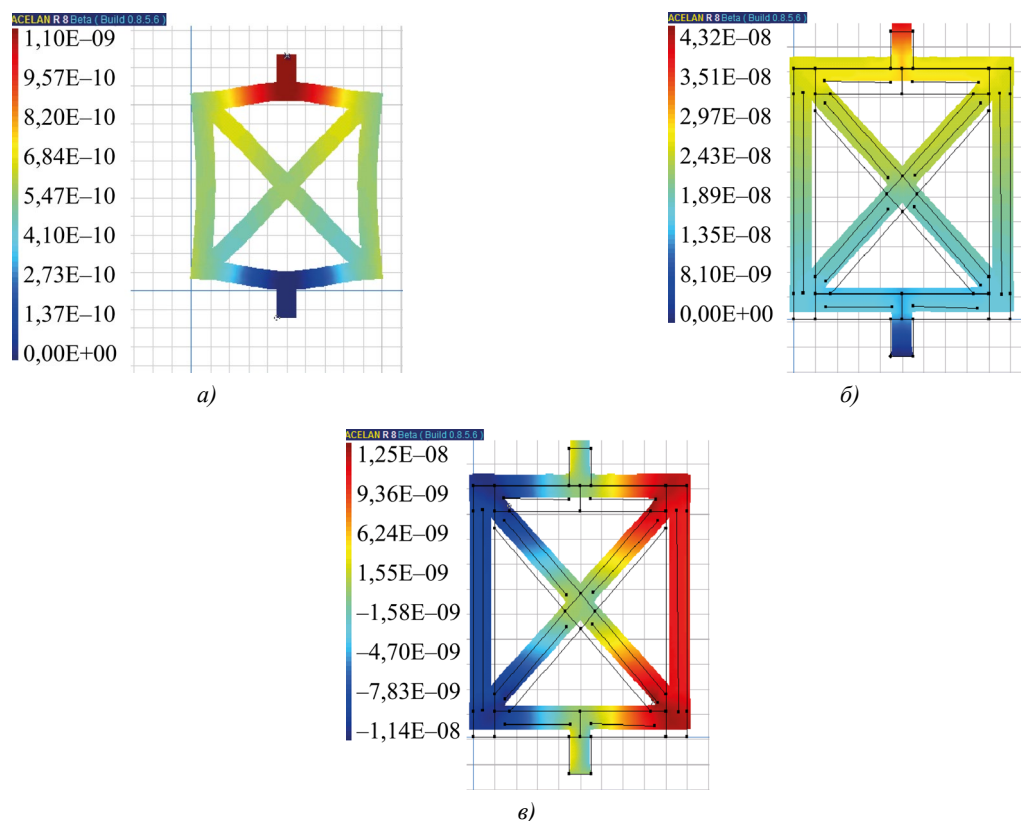 ACELAN R 8 Beta ( Build 0.8.5.6 )
1,10E–09
9,57E–10
8,20E–10
6,84E–10
5,47E–10
4,10E–10
2,73E–10
1,37E–10
0,00E+00
а)
ACELAN R 8 Beta ( Build 0.8.5.6 )
4,32E–08
3,51E–08
2,97E–08
2,43E–08
1,89E–08
1,35E–08
8,10E–09
0,00E+00
б)
ACELAN R 8 Beta ( Build 0.8.5.6 )
1,25E–08
9,36E–09
6,24E–09
1,55E–09
–1,58E–09
–4,70E–09
–7,83E–09
–1,14E–08
в)